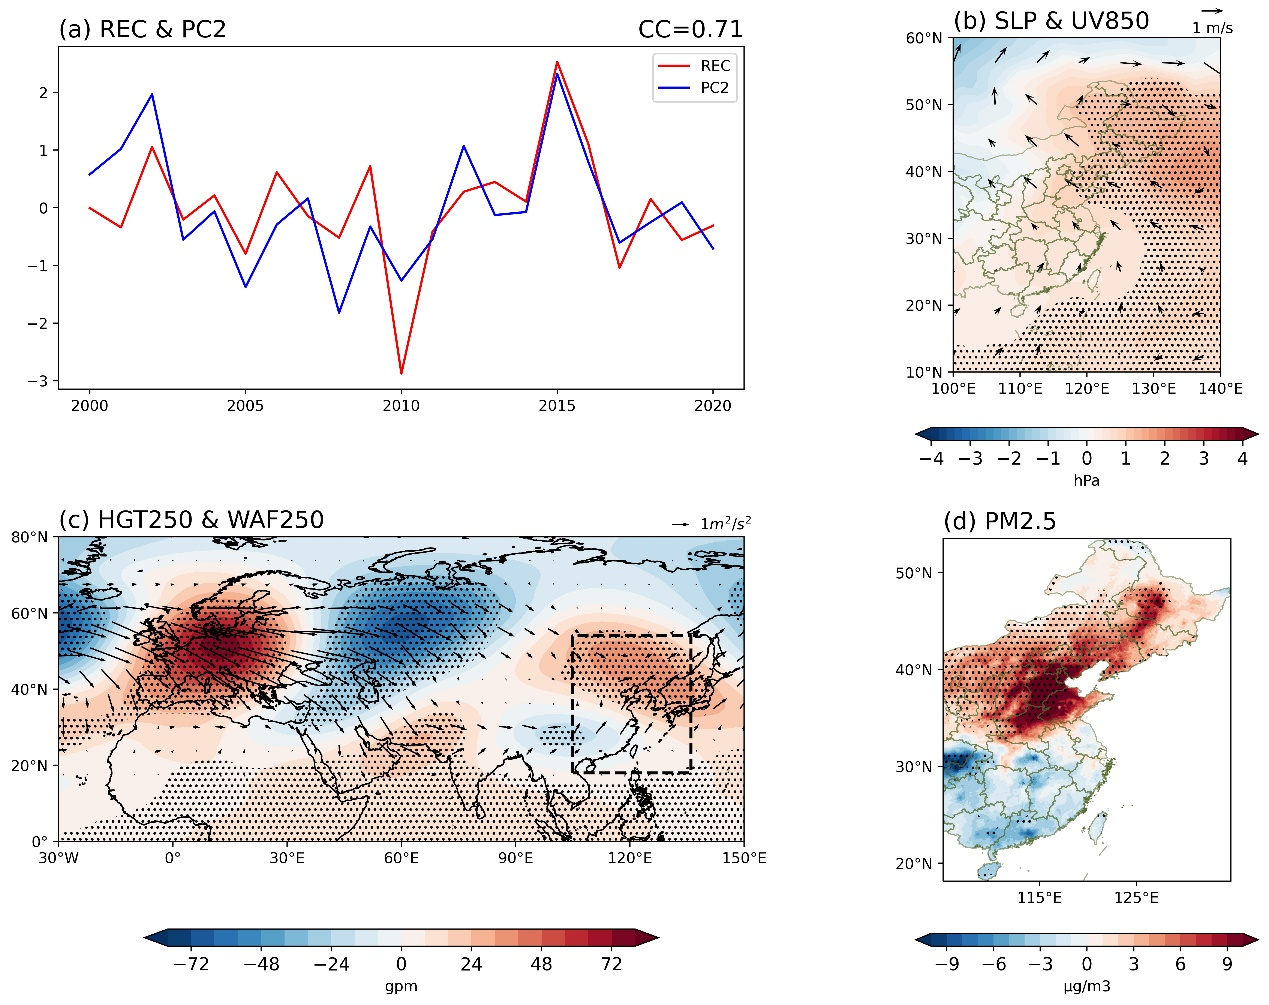 (a) REC & PC2
CC=0.71
REC
PC2
2
1
0
−1
−2
−3
2000 2005 2010 2015 2020
(b) SLP & UV850
1 m/s
60°N
50°N
40°N
30°N
20°N
10°N
100°E 110°E 120°E 130°E 140°E
−4 −3 −2 −1 0 1 2 3 4
hPa
(c) HGT250 & WAF250
1m²/s²
80°N
60°N
40°N
20°N
0°
30°W 0° 30°E 60°E 90°E 120°E 150°E
−72 −48 −24 0 24 48 72
gpm
(d) PM2.5
50°N
40°N
30°N
20°N
115°E 125°E
−9 −6 −3 0 3 6 9
μg/m3